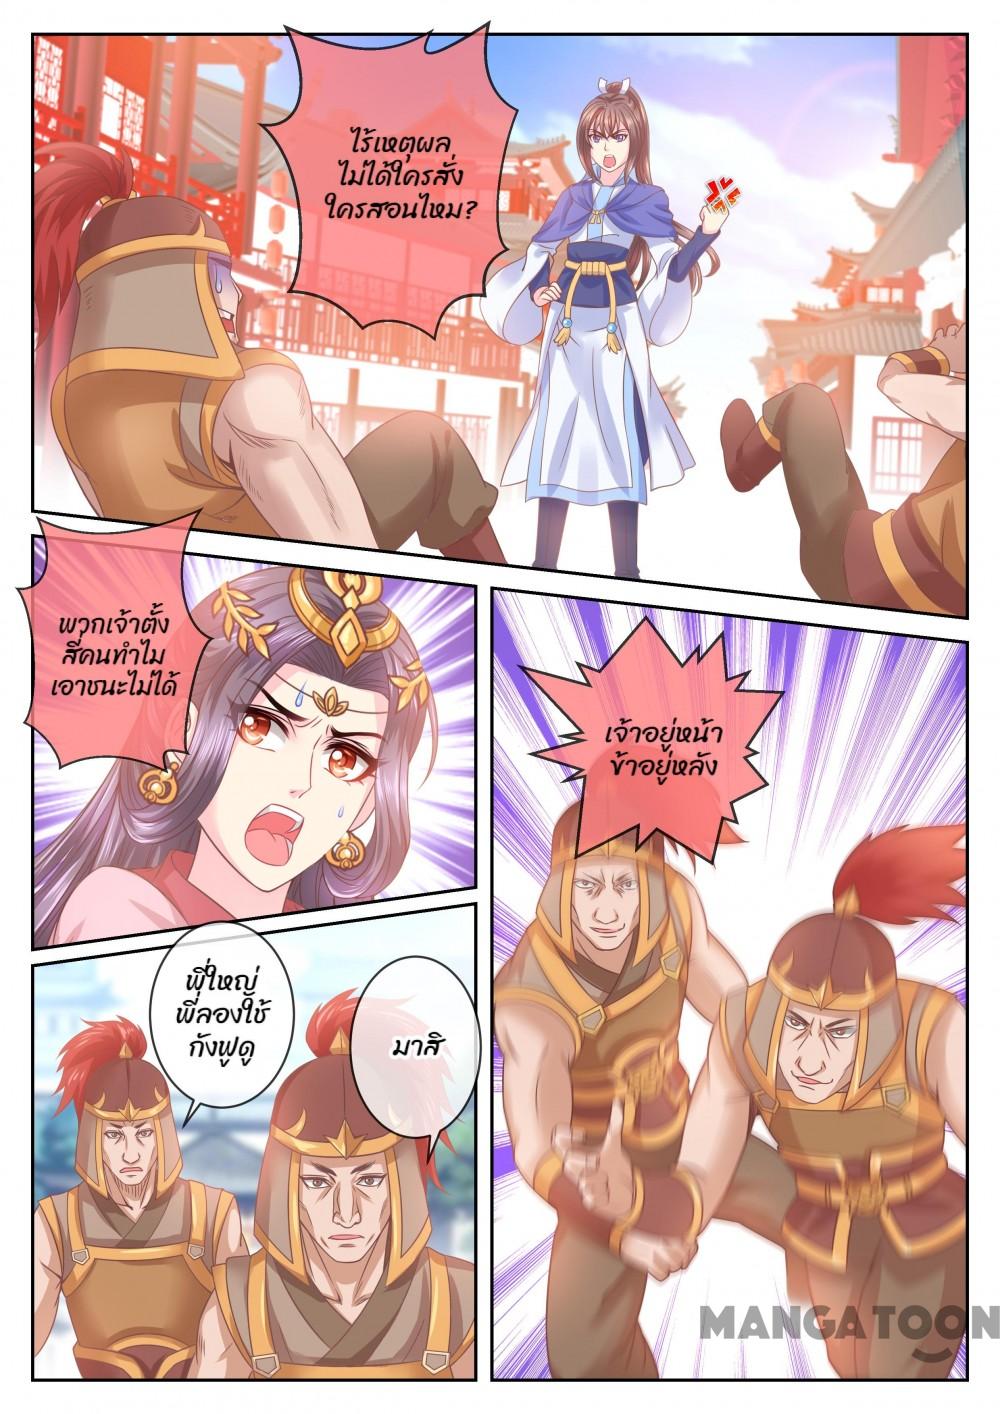 ไร้เหตุผล
ไม่ได้ใครสั่ง
ใครสอนไหม?
พวกเจ้าตั้ง
สี่คนทำไม
เอาชนะไม่ได้
เจ้าอยู่หน้า
ข้าอยู่หลัง
พี่ใหญ่
พี่ลองใช้
กังฟูดู
มาสิ
MANGATOON